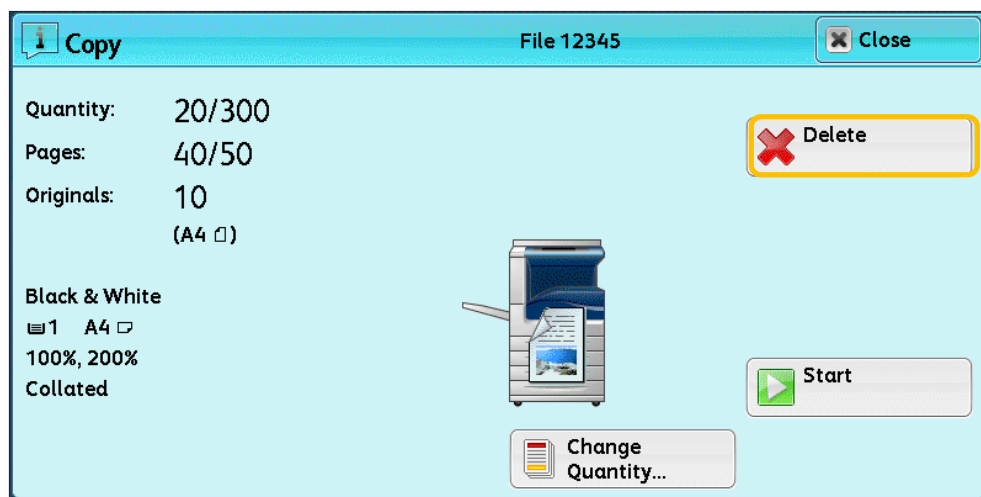 Copy
File 12345
Close
Quantity: 20/300
Pages: 40/50
Originals: 10
(A4)
Delete
Black & White
1 A4
100%, 200%
Collated
Start
Change
Quantity...